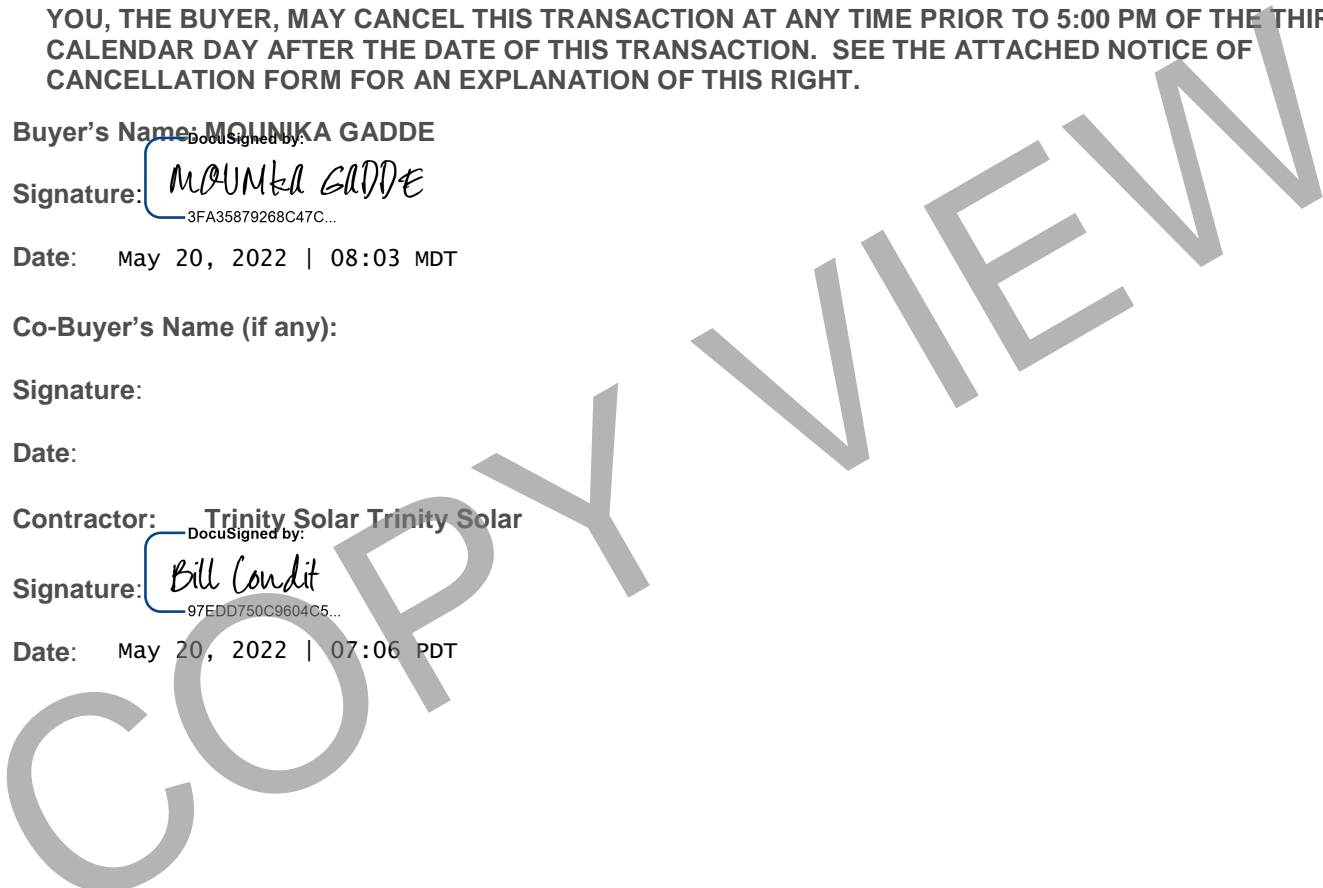 YOU, THE BUYER, MAY CANCEL THIS TRANSACTION AT ANY TIME PRIOR TO 5:00 PM OF THE THIR
CALENDAR DAY AFTER THE DATE OF THIS TRANSACTION. SEE THE ATTACHED NOTICE OF
CANCELLATION FORM FOR AN EXPLANATION OF THIS RIGHT.
Buyer's Name: MOUNIKA GADDE
DocuSigned by:
Signature: MOUNIKA GADDE
3FA35879268C47C...
Date: May 20, 2022 | 08:03 MDT
Co-Buyer's Name (if any):
Signature:
Date:
Contractor: Trinity Solar Trinity Solar
DocuSigned by:
Signature: Bill Condit
97EDD750C9604C5...
Date: May 20, 2022 | 07:06 PDT
COPY VIEW